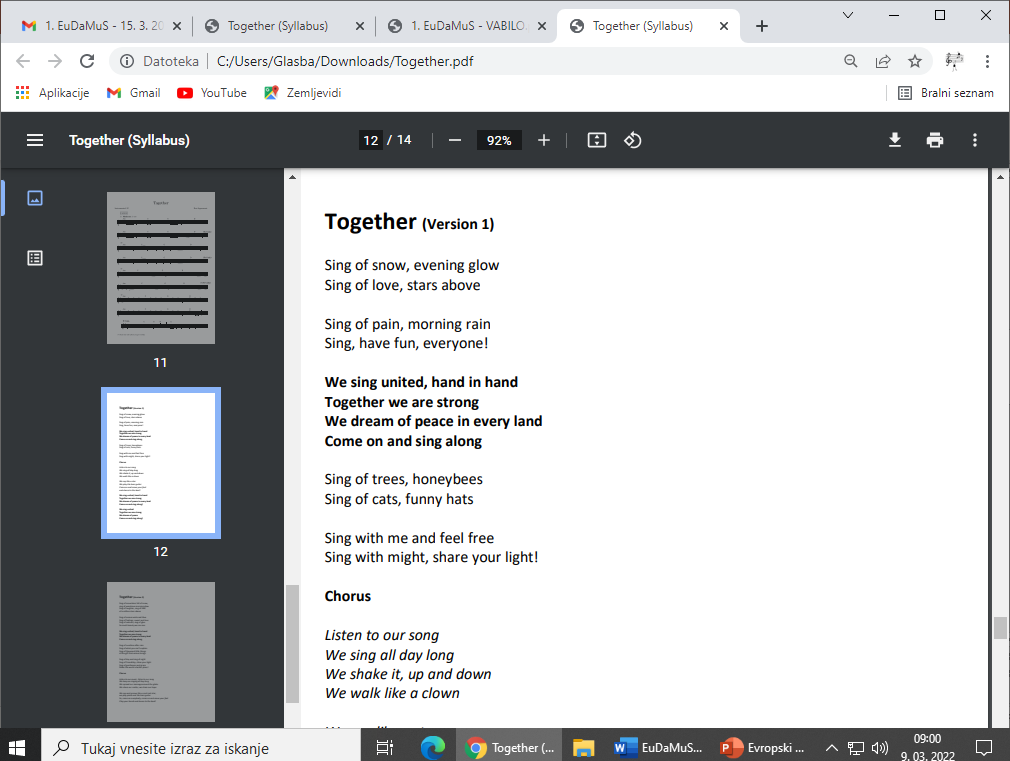 1. EuDaMuS - 15. 3. 20
Together (Syllabus)
1. EuDaMuS - VABILO.
Together (Syllabus)
Datoteka
C:/Users/Glasba/Downloads/Together.pdf
Aplikacije
Gmail
YouTube
Zemljevidi
Bralni seznam
Together (Syllabus)
12 / 14
92%
11
12
Together (Version 1)
Sing of snow, evening glow
Sing of love, stars above
Sing of pain, morning rain
Sing, have fun, everyone!
We sing united, hand in hand
Together we are strong
We dream of peace in every land
Come on and sing along
Sing of trees, honeybees
Sing of cats, funny hats
Sing with me and feel free
Sing with might, share your light!
Chorus
Listen to our song
We sing all day long
We shake it, up and down
We walk like a clown
Tukaj vnesite izraz za iskanje
Together (...
EuDaMuS...
Evropski ...
09:00
9. 03. 2022